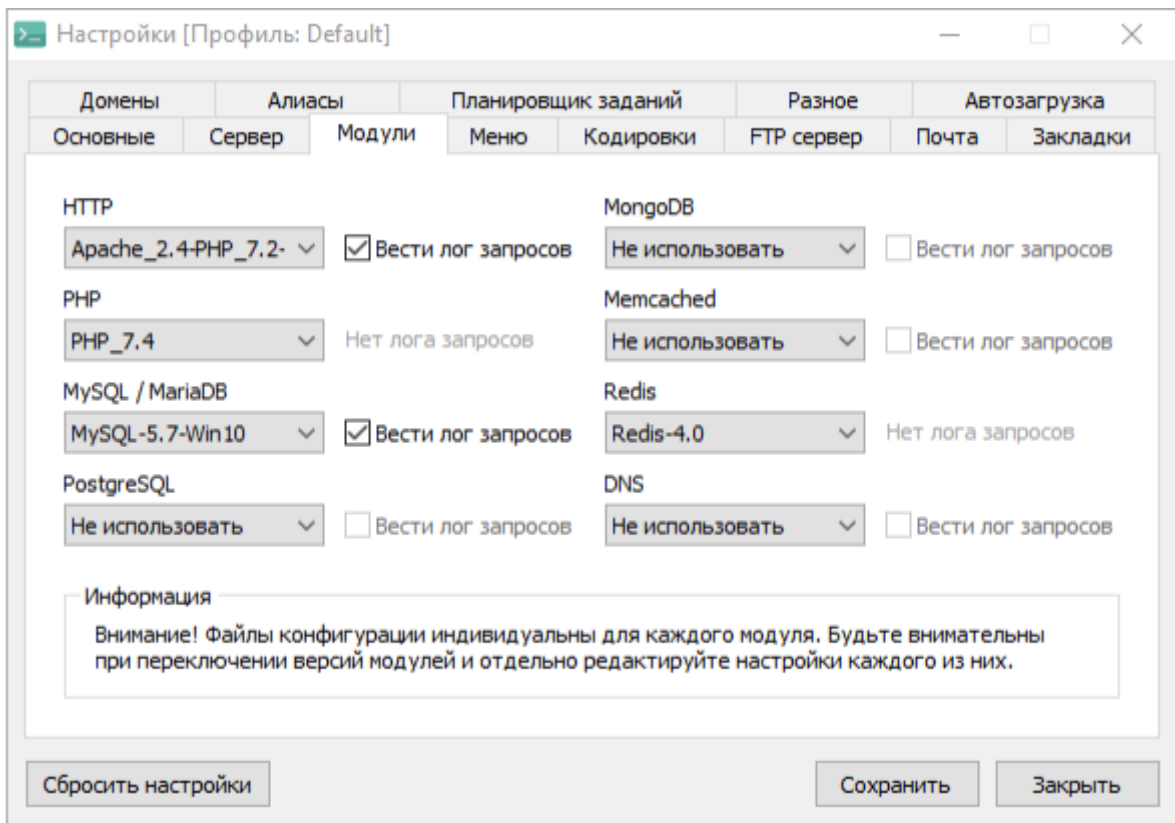 Настройки [Профиль: Default]
Домены Алиасы Планировщик заданий Разное Автозагрузка
Основные Сервер Модули Меню Кодировки FTP сервер Почта Закладки
HTTP
Apache_2.4-PHP_7.2- Вести лог запросов
PHP
PHP_7.4 Нет лога запросов
MySQL / MariaDB
MySQL-5.7-Win10 Вести лог запросов
PostgreSQL
Не использовать Вести лог запросов
MongoDB
Не использовать Вести лог запросов
Memcached
Не использовать Вести лог запросов
Redis
Redis-4.0 Нет лога запросов
DNS
Не использовать Вести лог запросов
Информация
Внимание! Файлы конфигурации индивидуальны для каждого модуля. Будьте внимательны
при переключении версий модулей и отдельно редактируйте настройки каждого из них.
Сбросить настройки Сохранить Закрыть